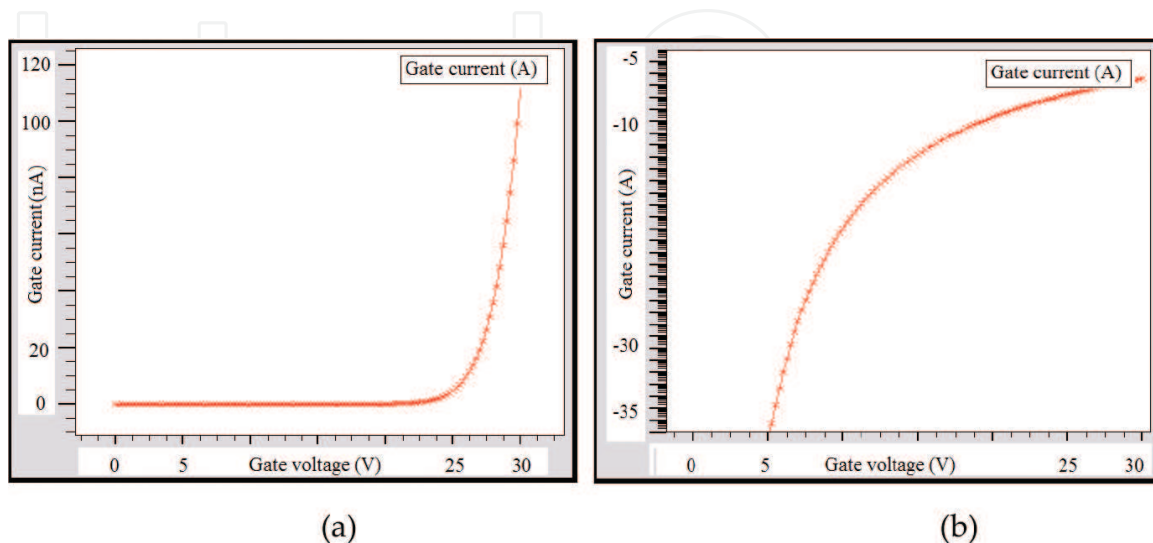 120
100
20
0
Gate current(nA)
Gate current (A)
0 5 Gate voltage (V) 25 30
(a)
-5
-10
-30
-35
Gate current (A)
Gate current (A)
0 5 Gate voltage (V) 25 30
(b)